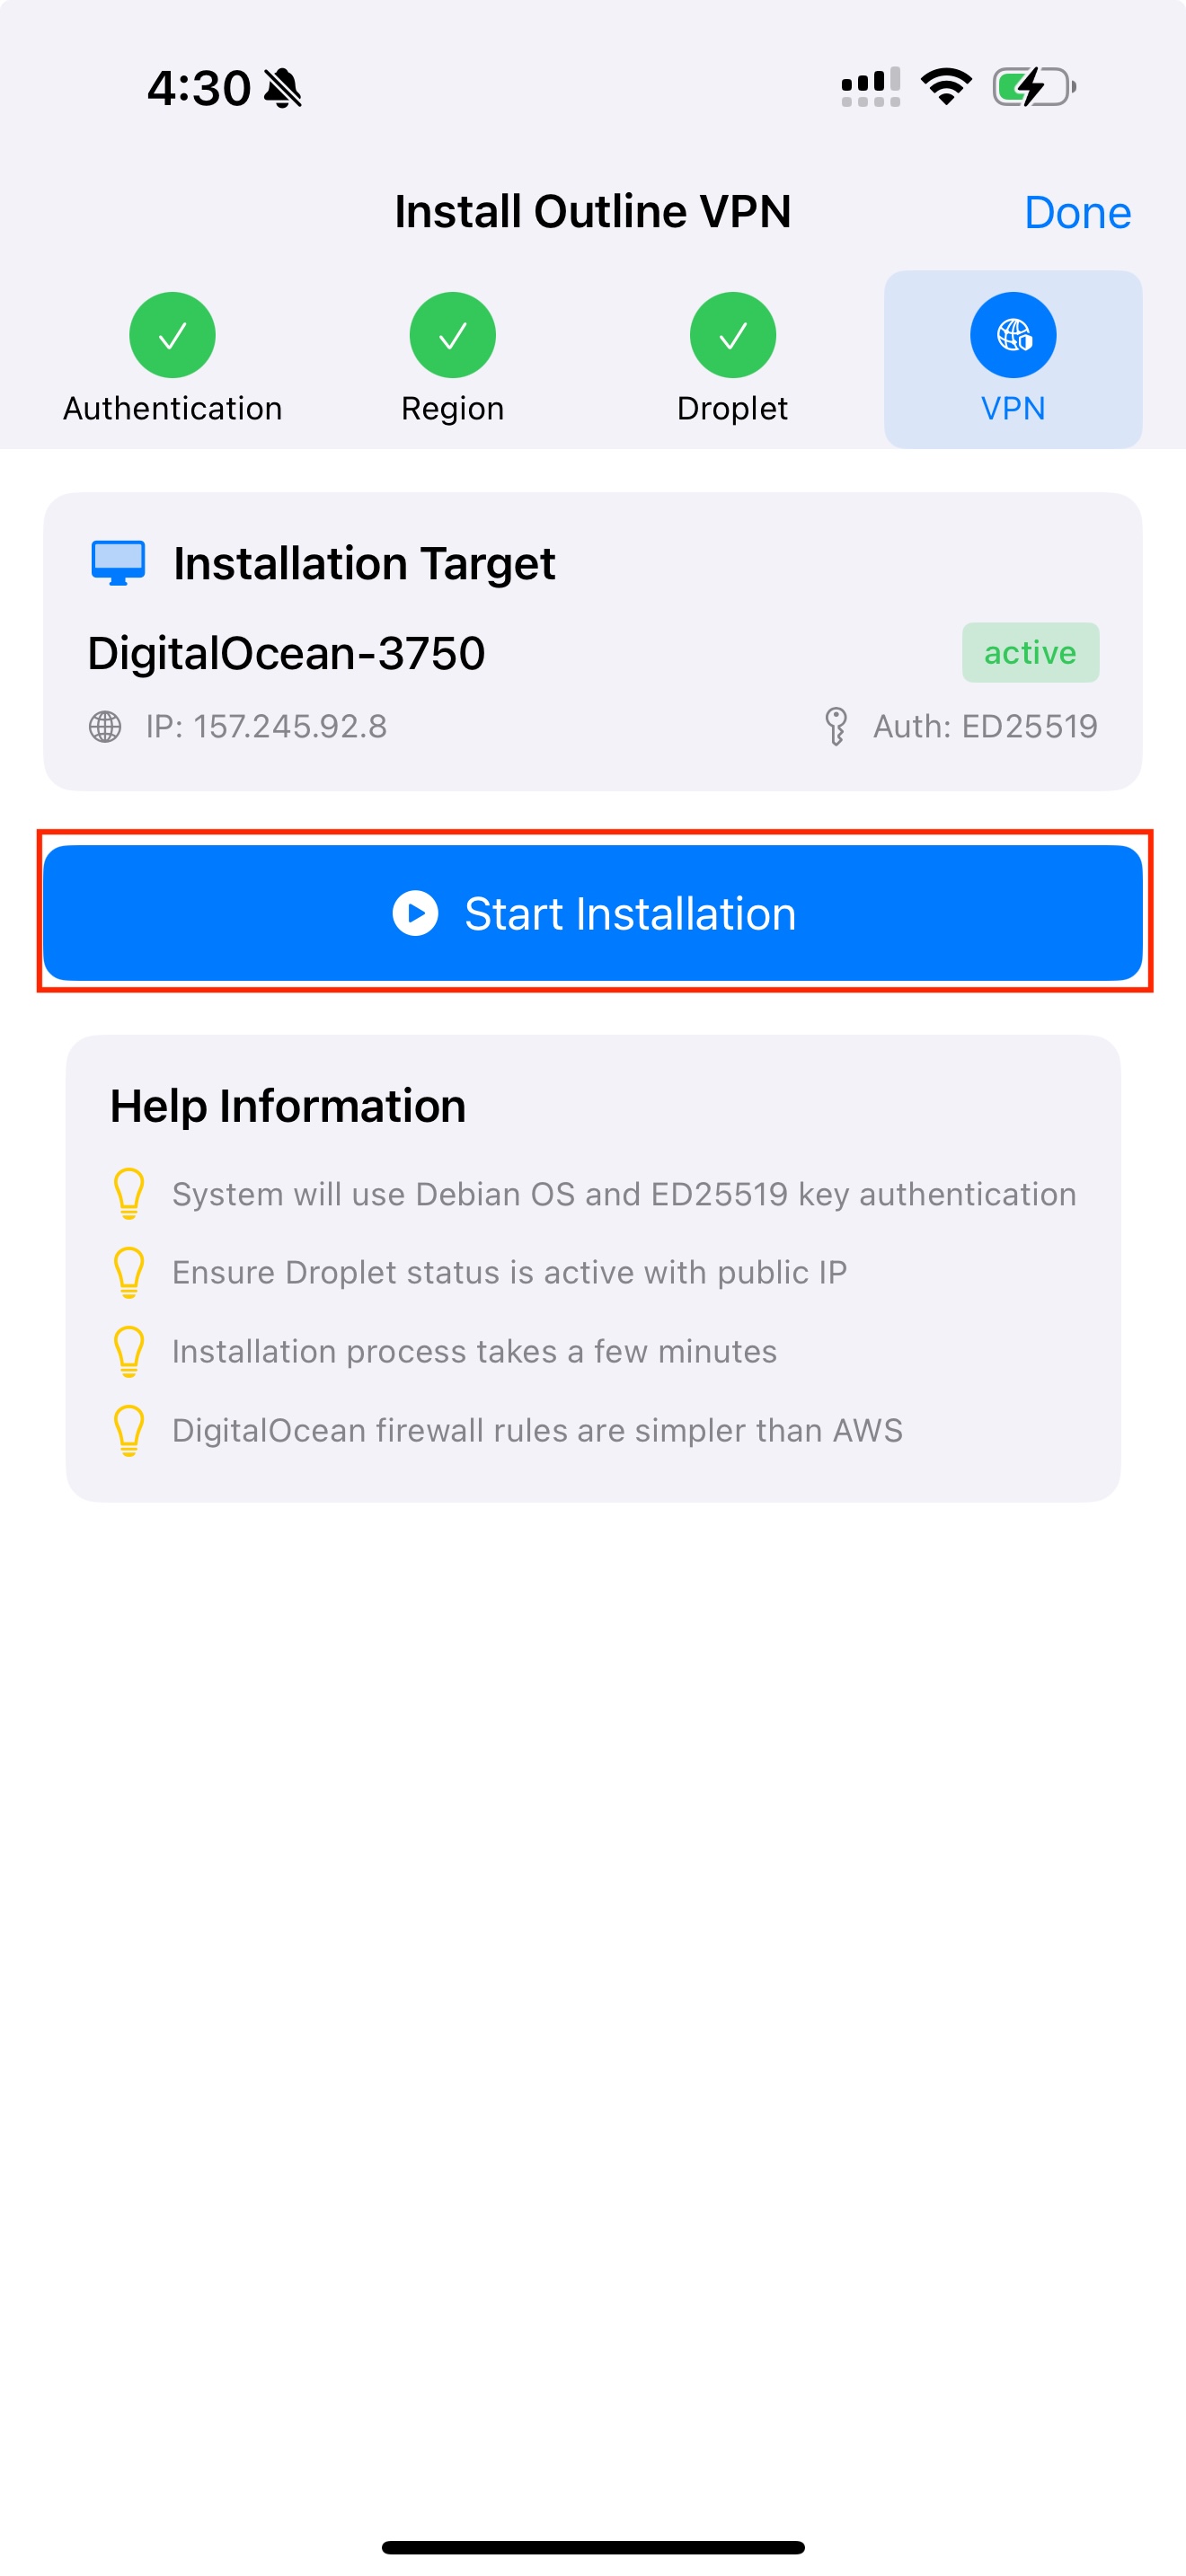 4:30
Install Outline VPN
Done
Authentication
Region
Droplet
VPN
Installation Target
DigitalOcean-3750
active
IP: 157.245.92.8
Auth: ED25519
Start Installation
Help Information
System will use Debian OS and ED25519 key authentication
Ensure Droplet status is active with public IP
Installation process takes a few minutes
DigitalOcean firewall rules are simpler than AWS